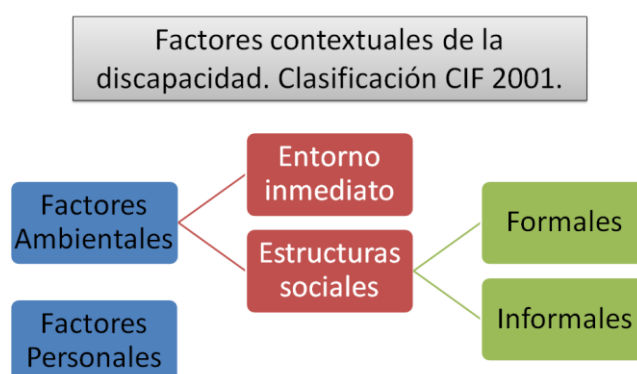 Factores contextuales de la
discapacidad. Clasificación CIF 2001.
Entorno
inmediato
Factores
Ambientales
Formales
Estructuras
sociales
Informales
Factores
Personales